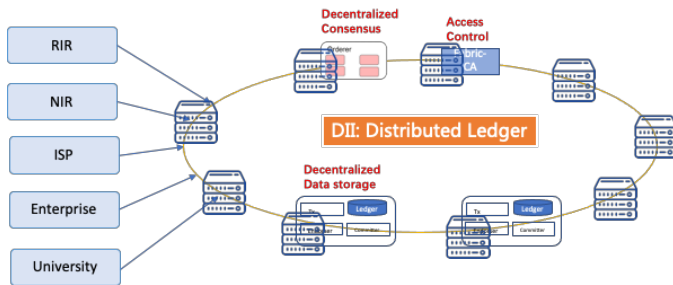 Decentralized
Consensus
Access
Control
RIR
Orderer
Fabric-
CA
NIR
DII: Distributed Ledger
ISP
Decentralized
Data storage
Enterprise
Ledger
Tx
Ledger
Committer
Committer
University